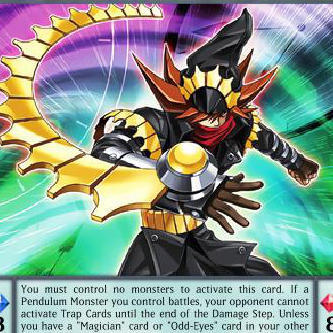 You must control no monsters to activate this card. If a
Pendulum Monster you control battles, your opponent cannot
activate Trap Cards until the end of the Damage Step. Unless
you have a "Magician" card or "Odd-Eyes" card in your other
8
8